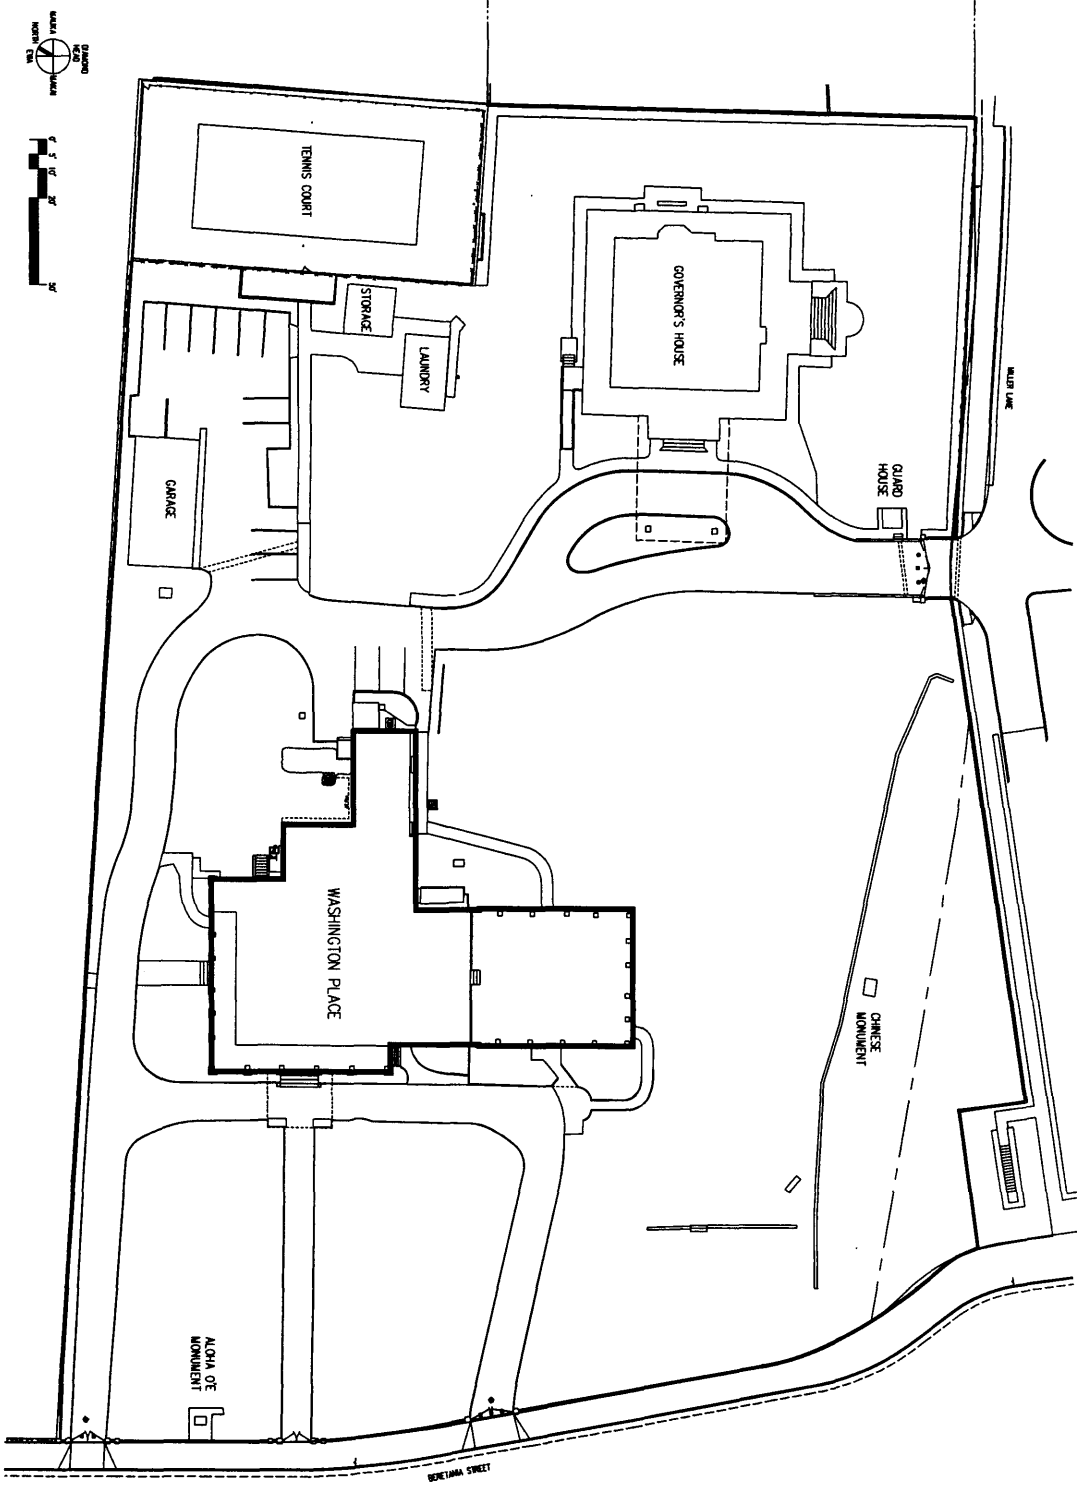 MAUKA
DIAMOND
HEAD
NORTH
EWA
MAKAI
0' 5' 10' 20' 50'
TENNIS COURT
STORAGE
LAUNDRY
GOVERNOR'S HOUSE
MILLER LANE
GUARD
HOUSE
GARAGE
WASHINGTON PLACE
CHINESE
MONUMENT
ALOHA O'E
MONUMENT
BERETANIA STREET